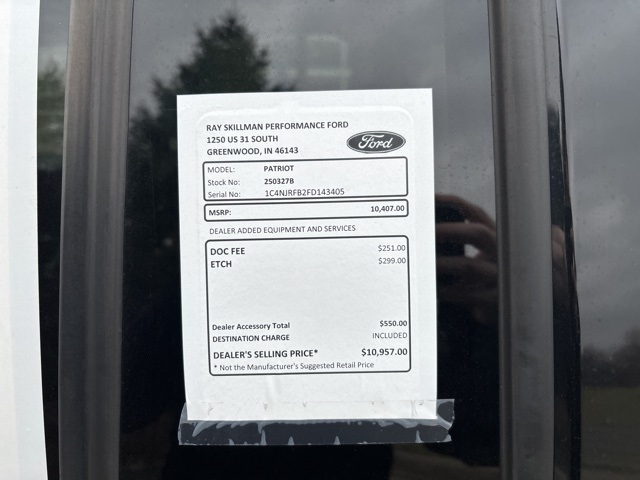 RAY SKILLMAN PERFORMANCE FORD
1250 US 31 SOUTH
GREENWOOD, IN 46143
Ford
MODEL: PATRIOT
Stock No: 250327B
Serial No: 1C4NJRFB2FD143405
MSRP: 10,407.00
DEALER ADDED EQUIPMENT AND SERVICES
DOC FEE $251.00
ETCH $299.00
Dealer Accessory Total $550.00
DESTINATION CHARGE INCLUDED
DEALER'S SELLING PRICE* $10,957.00
* Not the Manufacturer's Suggested Retail Price